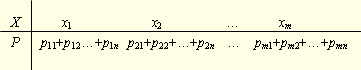 X x₁ x₂ ... xₘ
P p₁₁+p₁₂...+p₁ₙ p₂₁+p₂₂+...+p₂ₙ ... pₘ₁+pₘ₂+...+pₘₙ